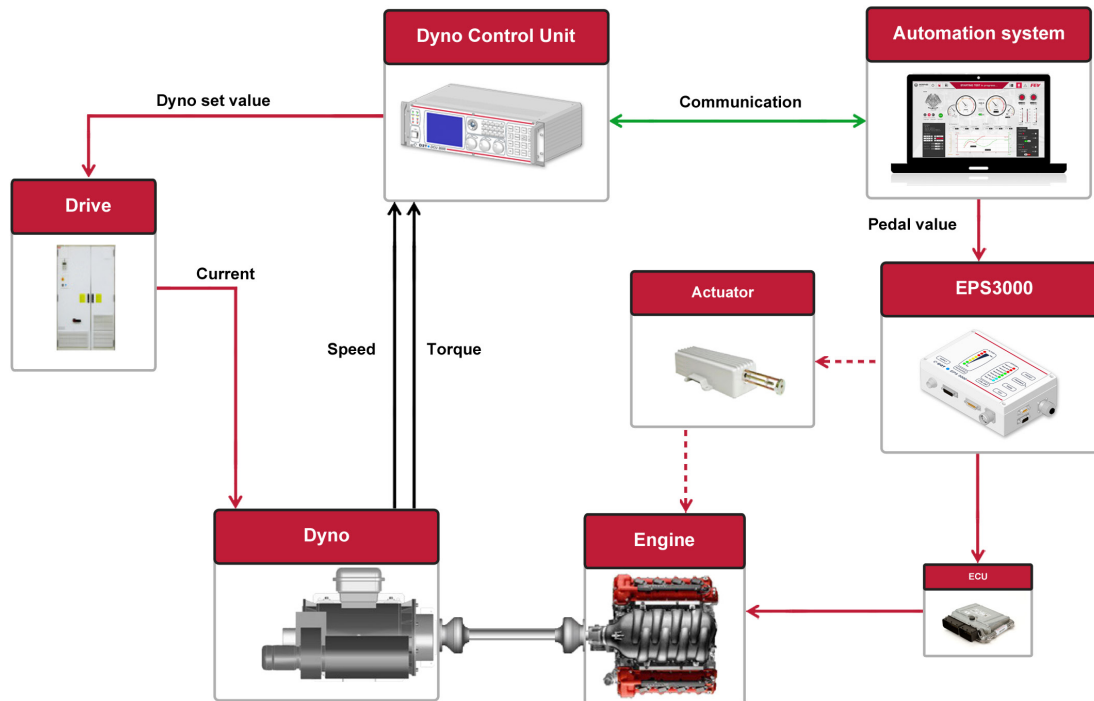 Dyno Control Unit
Automation system
Dyno set value
Communication
Drive
Pedal value
Current
Actuator
EPS3000
Speed
Torque
Dyno
Engine
ECU